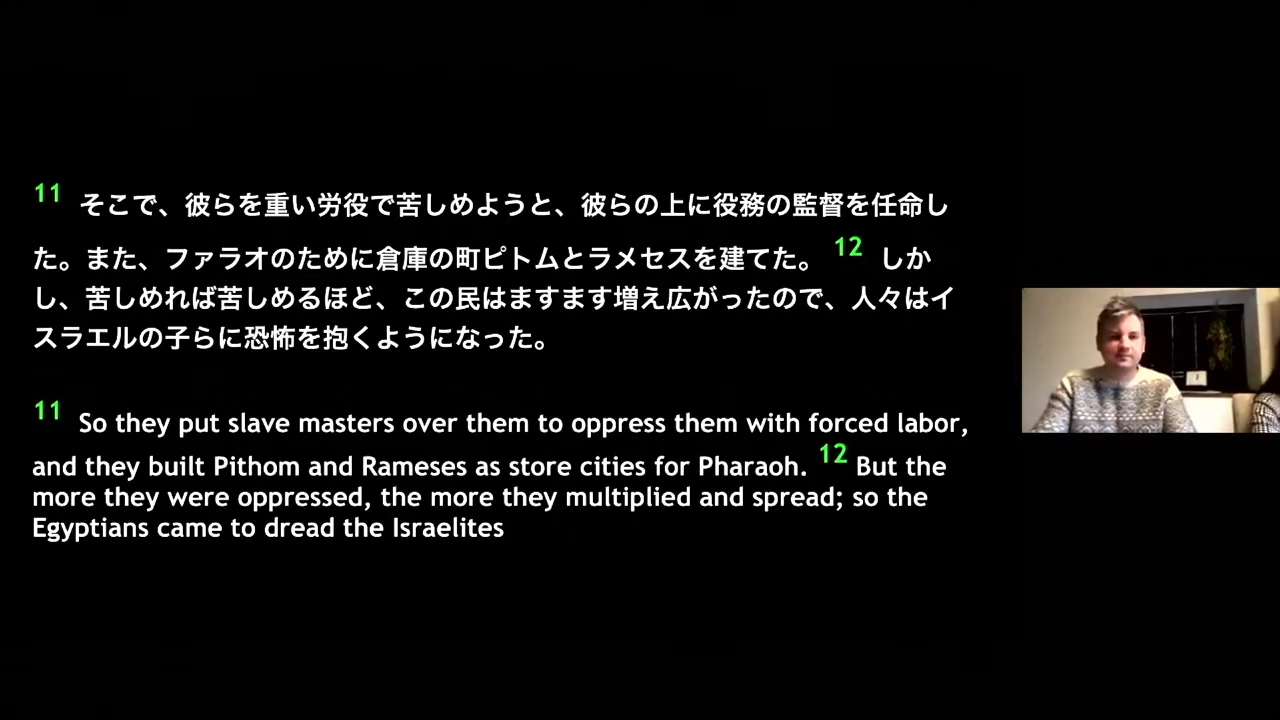 11 そこで、彼らを重い労役で苦しめようと、彼らの上に役務の監督を任命し
た。また、ファラオのために倉庫の町ピトムとラメセスを建てた。 12 しか
し、苦しめれば苦しめるほど、この民はますます増え広がったので、人々はイ
スラエルの子らに恐怖を抱くようになった。
11 So they put slave masters over them to oppress them with forced labor,
and they built Pithom and Rameses as store cities for Pharaoh. 12 But the
more they were oppressed, the more they multiplied and spread; so the
Egyptians came to dread the Israelites